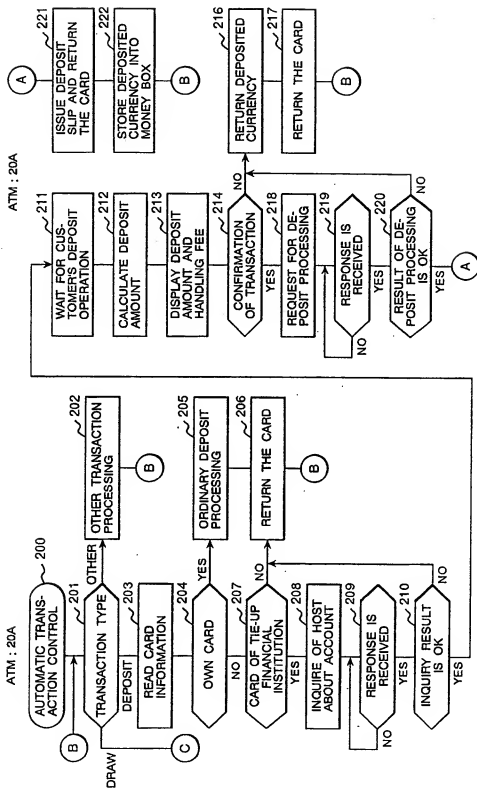 ATM : 20A
AUTOMATIC TRANS-
ACTION CONTROL
200
B
201
TRANSACTION TYPE
OTHER
202
OTHER TRANSACTION
PROCESSING
B
DRAW
C
DEPOSIT
203
READ CARD
INFORMATION
204
OWN CARD
YES
205
ORDINARY DEPOSIT
PROCESSING
NO
207
CARD OF TIE-UP
FINANCIAL
INSTITUTION
NO
206
RETURN THE CARD
B
YES
208
INQUIRE OF HOST
ABOUT ACCOUNT
209
RESPONSE IS
RECEIVED
NO
YES
210
INQUIRY RESULT
IS OK
NO
YES
ATM : 20A
211
WAIT FOR CUS-
TOMER'S DEPOSIT
OPERATION
212
CALCULATE DEPOSIT
AMOUNT
213
DISPLAY DEPOSIT
AMOUNT AND
HANDLING FEE
214
CONFIRMATION
OF TRANSACTION
NO
216
RETURN DEPOSITED
CURRENCY
217
RETURN THE CARD
B
YES
218
REQUEST FOR DE-
POSIT PROCESSING
219
RESPONSE IS
RECEIVED
NO
YES
220
RESULT OF DE-
POSIT PROCESSING
IS OK
NO
YES
A
A
221
ISSUE DEPOSIT
SLIP AND RETURN
THE CARD
222
STORE DEPOSITED
CURRENCY INTO
MONEY BOX
B